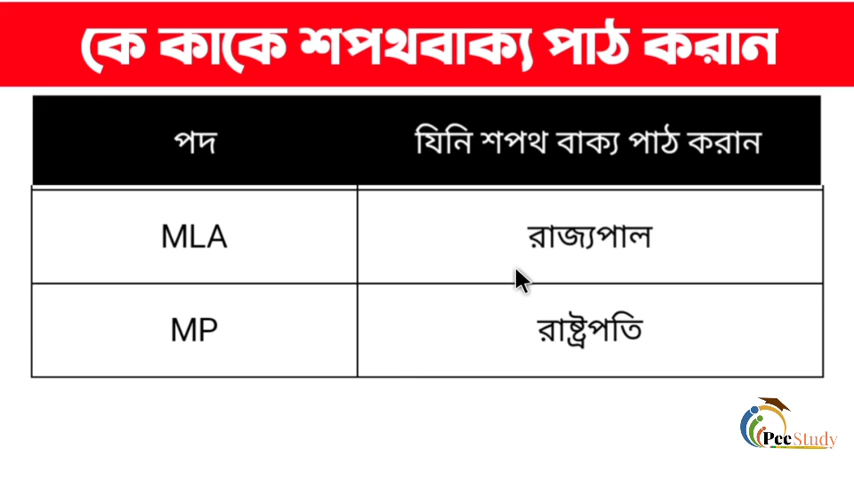 কে কাকে শপথবাক্য পাঠ করান
পদ যিনি শপথ বাক্য পাঠ করান
MLA রাজ্যপাল
MP রাষ্ট্রপতি
PccStudy